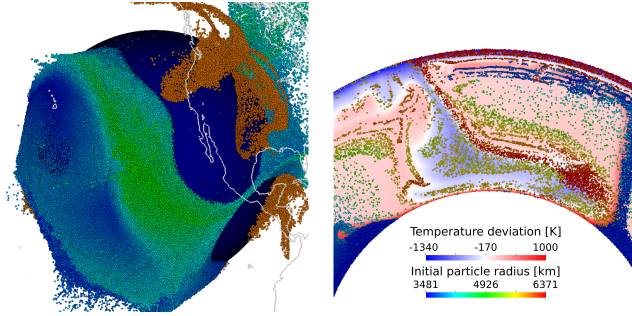 Temperature deviation [K]
-1340 -170 1000
Initial particle radius [km]
3481 4926 6371